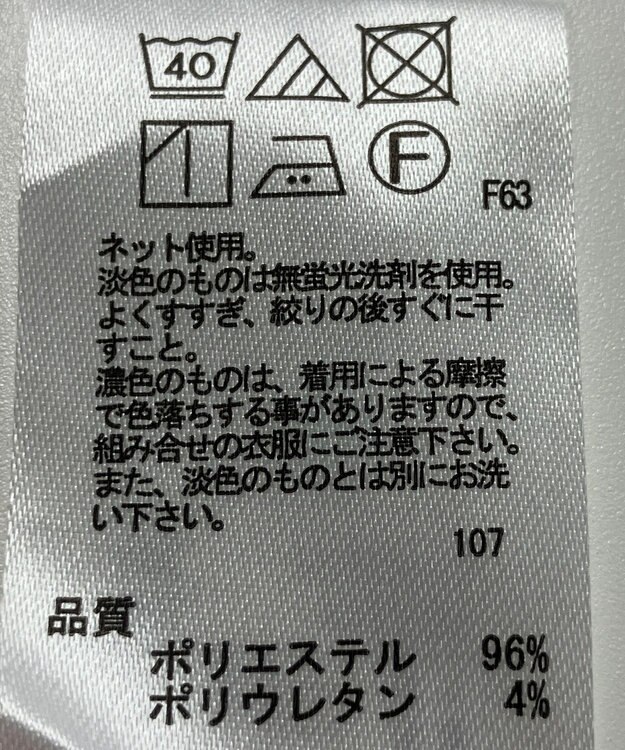 40
F
F63
ネット使用。
淡色のものは無蛍光洗剤を使用。
よくすすぎ、絞りの後すぐに干
すこと。
濃色のものは、着用による摩擦
で色落ちする事がありますので、
組み合せの衣服にご注意下さい。
また、淡色のものとは別にお洗
い下さい。
107
品質
ポリエステル 96%
ポリウレタン 4%